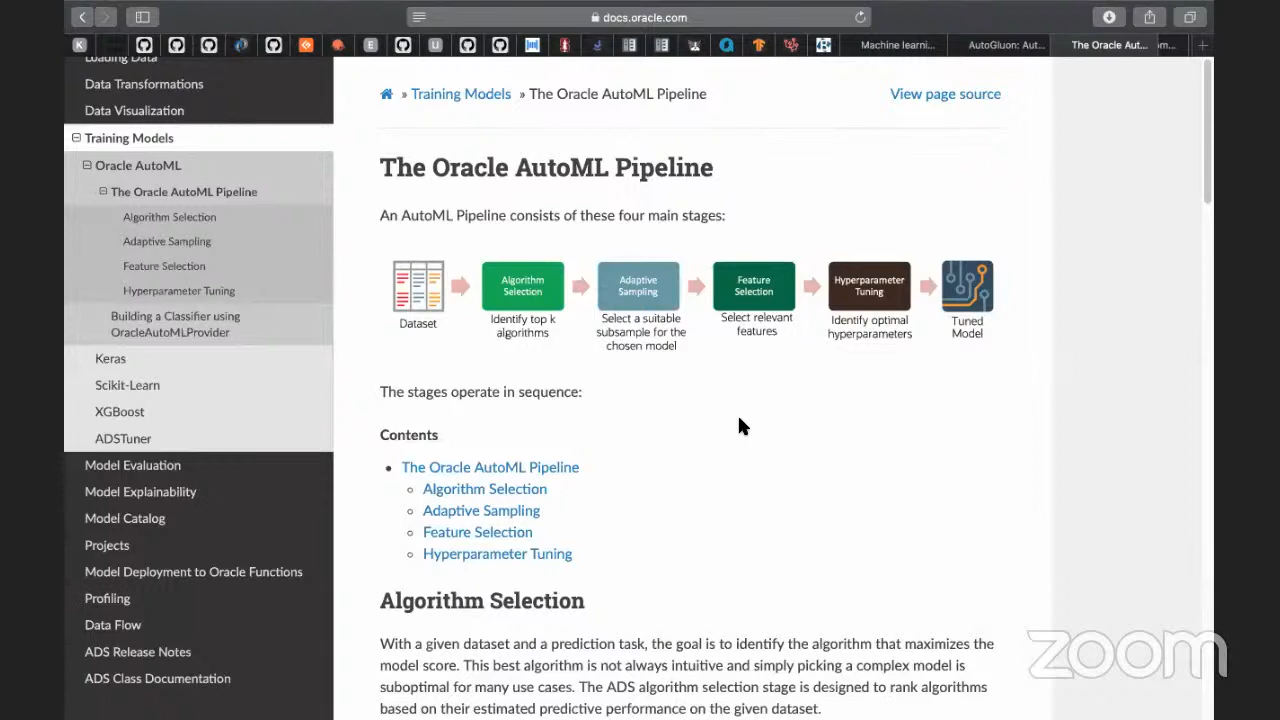 docs.oracle.com
K
E
U
Machine learni...
AutoGluon: Aut...
The Oracle Aut...
om...
Loading Data
Data Transformations
Data Visualization
Training Models
Oracle AutoML
The Oracle AutoML Pipeline
Algorithm Selection
Adaptive Sampling
Feature Selection
Hyperparameter Tuning
Building a Classifier using
OracleAutoMLProvider
Keras
Scikit-Learn
XGBoost
ADSTuner
Model Evaluation
Model Explainability
Model Catalog
Projects
Model Deployment to Oracle Functions
Profiling
Data Flow
ADS Release Notes
ADS Class Documentation
» Training Models » The Oracle AutoML Pipeline
View page source
The Oracle AutoML Pipeline
An AutoML Pipeline consists of these four main stages:
Dataset
Algorithm
Selection
Identify top k
algorithms
Adaptive
Sampling
Select a suitable
subsample for the
chosen model
Feature
Selection
Select relevant
features
Hyperparameter
Tuning
Identify optimal
hyperparameters
Tuned
Model
The stages operate in sequence:
Contents
• The Oracle AutoML Pipeline
◦ Algorithm Selection
◦ Adaptive Sampling
◦ Feature Selection
◦ Hyperparameter Tuning
Algorithm Selection
With a given dataset and a prediction task, the goal is to identify the algorithm that maximizes the
model score. This best algorithm is not always intuitive and simply picking a complex model is
suboptimal for many use cases. The ADS algorithm selection stage is designed to rank algorithms
based on their estimated predictive performance on the given dataset.
zoom